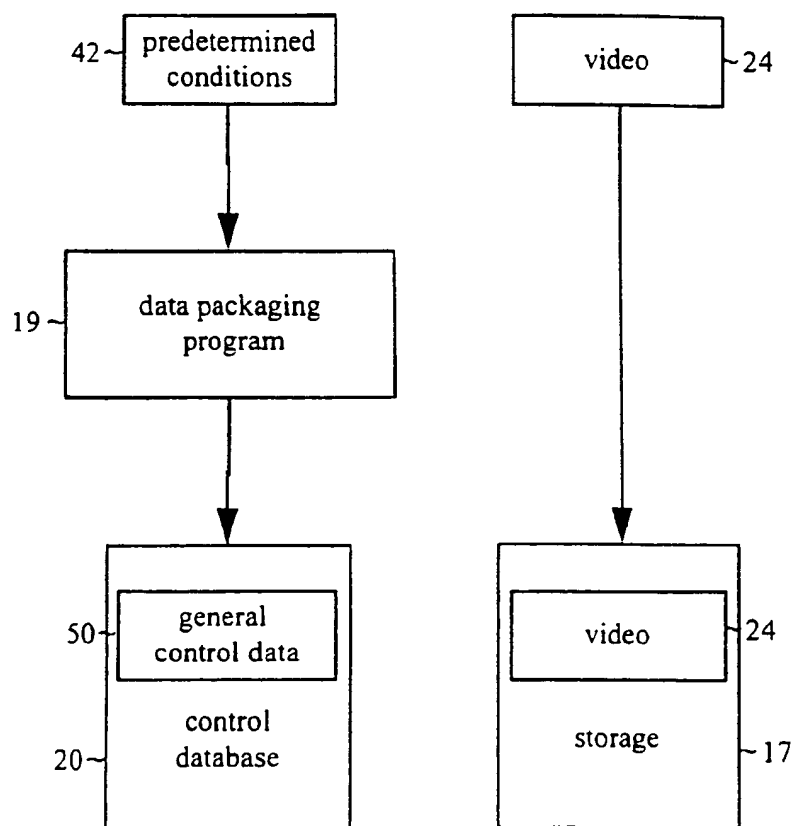 42
predetermined
conditions
video
24
19
data packaging
program
50
general
control data
video
24
control
database
20
storage
17